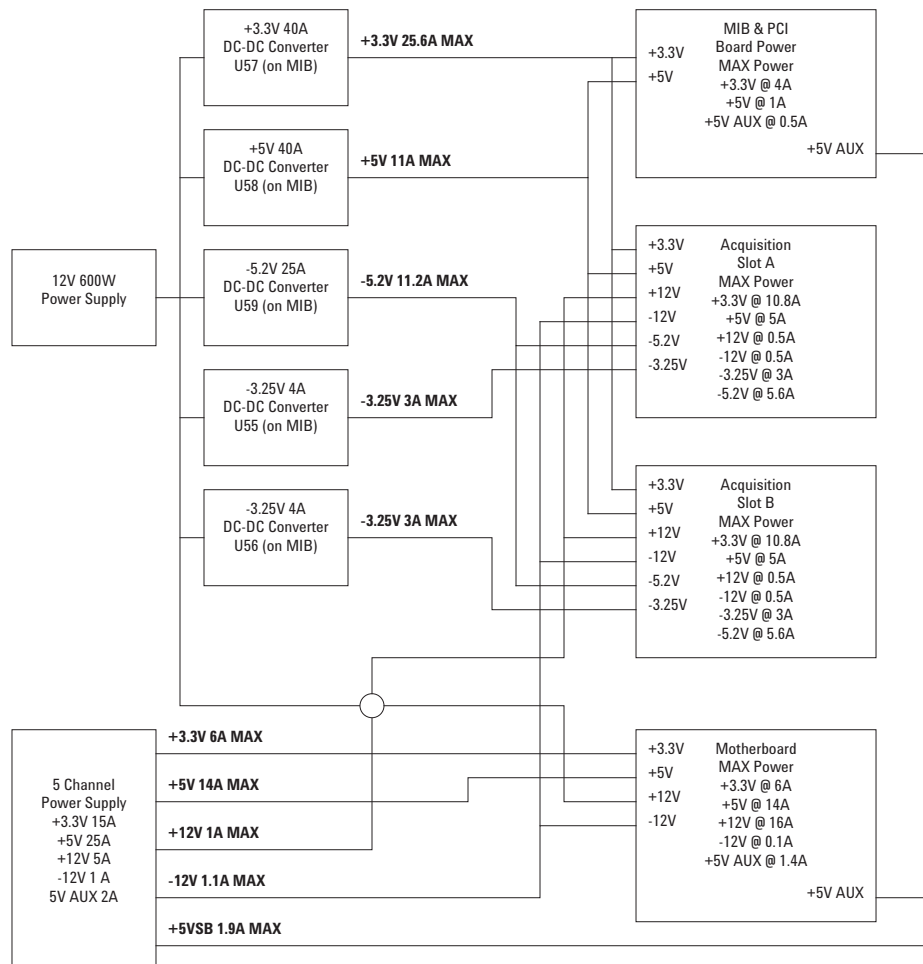 +3.3V 40A
DC-DC Converter
U57 (on MIB)
+3.3V 25.6A MAX
+5V 40A
DC-DC Converter
U58 (on MIB)
+5V 11A MAX
12V 600W
Power Supply
-5.2V 25A
DC-DC Converter
U59 (on MIB)
-5.2V 11.2A MAX
-3.25V 4A
DC-DC Converter
U55 (on MIB)
-3.25V 3A MAX
-3.25V 4A
DC-DC Converter
U56 (on MIB)
-3.25V 3A MAX
+3.3V
+5V
MIB & PCI
Board Power
MAX Power
+3.3V @ 4A
+5V @ 1A
+5V AUX @ 0.5A
+5V AUX
+3.3V
+5V
+12V
-12V
-5.2V
-3.25V
Acquisition
Slot A
MAX Power
+3.3V @ 10.8A
+5V @ 5A
+12V @ 0.5A
-12V @ 0.5A
-3.25V @ 3A
-5.2V @ 5.6A
+3.3V
+5V
+12V
-12V
-5.2V
-3.25V
Acquisition
Slot B
MAX Power
+3.3V @ 10.8A
+5V @ 5A
+12V @ 0.5A
-12V @ 0.5A
-3.25V @ 3A
-5.2V @ 5.6A
5 Channel
Power Supply
+3.3V 15A
+5V 25A
+12V 5A
-12V 1 A
5V AUX 2A
+3.3V 6A MAX
+5V 14A MAX
+12V 1A MAX
-12V 1.1A MAX
+5VSB 1.9A MAX
+3.3V
+5V
+12V
-12V
Motherboard
MAX Power
+3.3V @ 6A
+5V @ 14A
+12V @ 16A
-12V @ 0.1A
+5V AUX @ 1.4A
+5V AUX